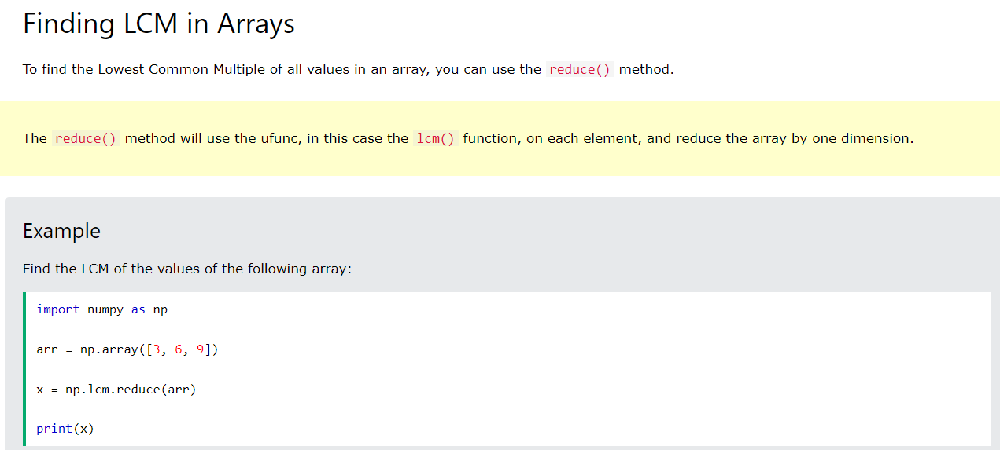 Finding LCM in Arrays
To find the Lowest Common Multiple of all values in an array, you can use the reduce() method.
The reduce() method will use the ufunc, in this case the lcm() function, on each element, and reduce the array by one dimension.
Example
Find the LCM of the values of the following array:
import numpy as np
arr = np.array([3, 6, 9])
x = np.lcm.reduce(arr)
print(x)